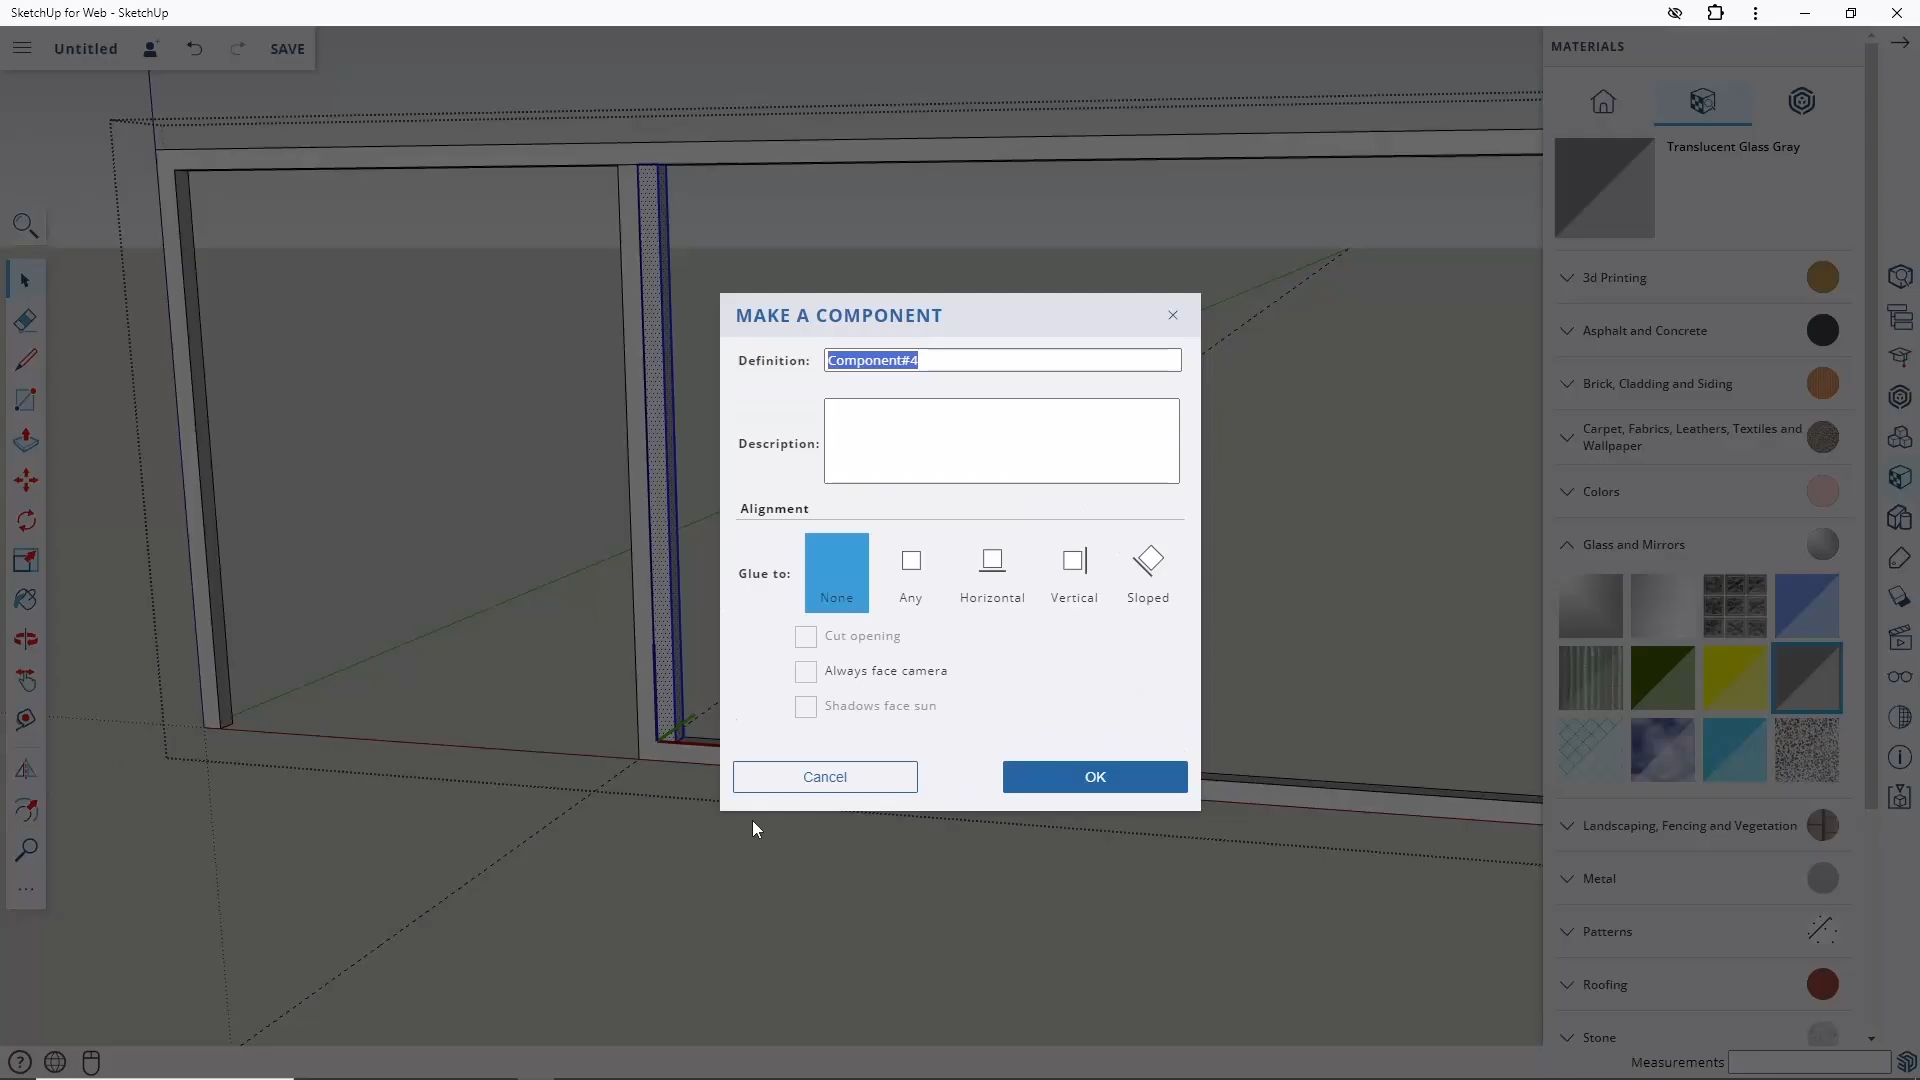 SketchUp for Web - SketchUp
Untitled
SAVE
MATERIALS
Translucent Glass Gray
3d Printing
Asphalt and Concrete
Brick, Cladding and Siding
Carpet, Fabrics, Leathers, Textiles and
Wallpaper
Colors
Glass and Mirrors
Landscaping, Fencing and Vegetation
Metal
Patterns
Roofing
Stone
MAKE A COMPONENT
Definition:
Component#4
Description:
Alignment
Glue to:
None
Any
Horizontal
Vertical
Sloped
Cut opening
Always face camera
Shadows face sun
Cancel
OK
Measurements